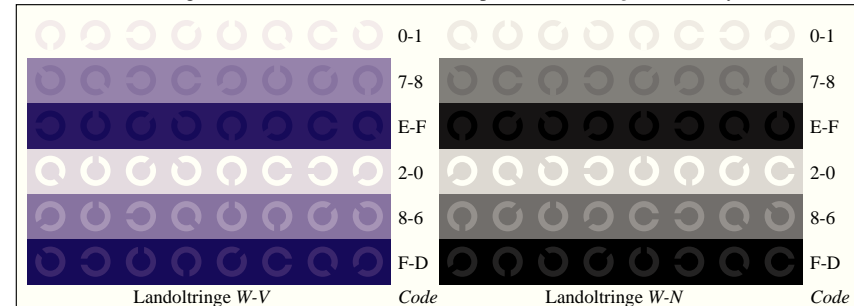 0-1 0-1
7-8 7-8
E-F E-F
2-0 2-0
8-6 8-6
F-D F-D
Landoltringe W-V Code Landoltringe W-N Code